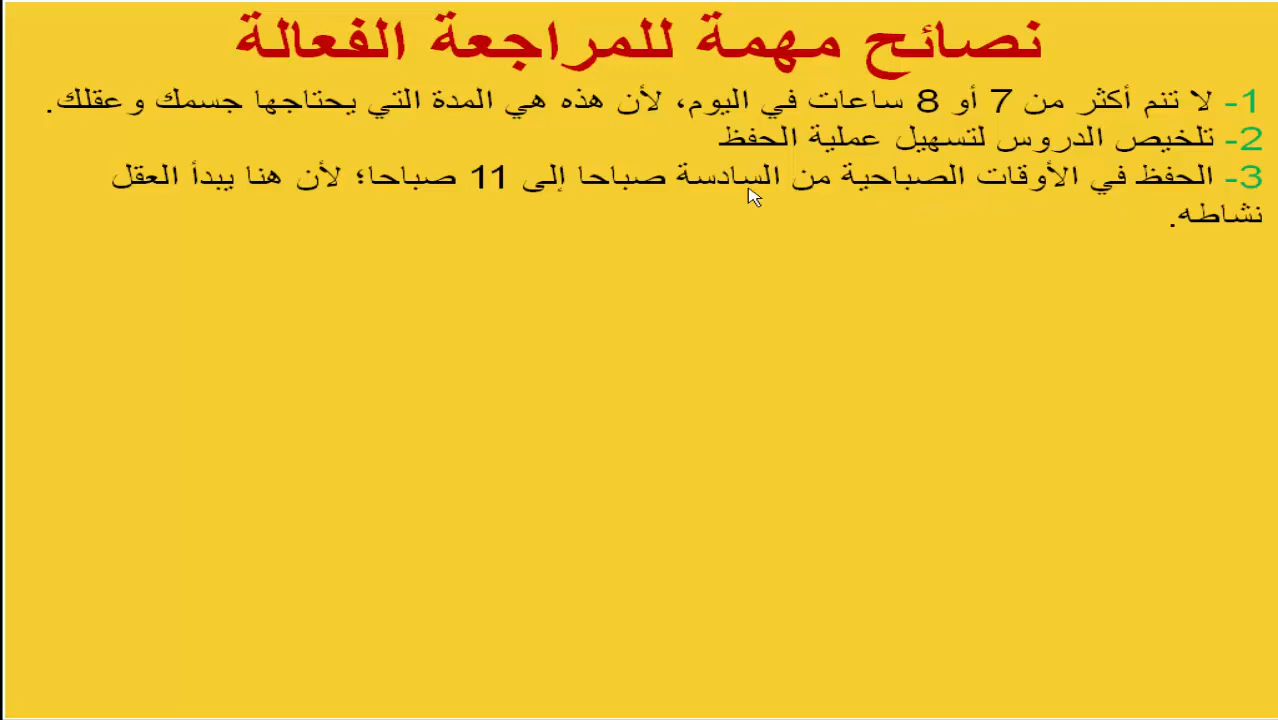 نصائح مهمة للمراجعة الفعالة
1- لا تنم أكثر من 7 أو 8 ساعات في اليوم، لأن هذه هي المدة التي يحتاجها جسمك وعقلك.
2- تلخيص الدروس لتسهيل عملية الحفظ
3- الحفظ في الأوقات الصباحية من السادسة صباحا إلى 11 صباحا؛ لأن هنا يبدأ العقل
نشاطه.